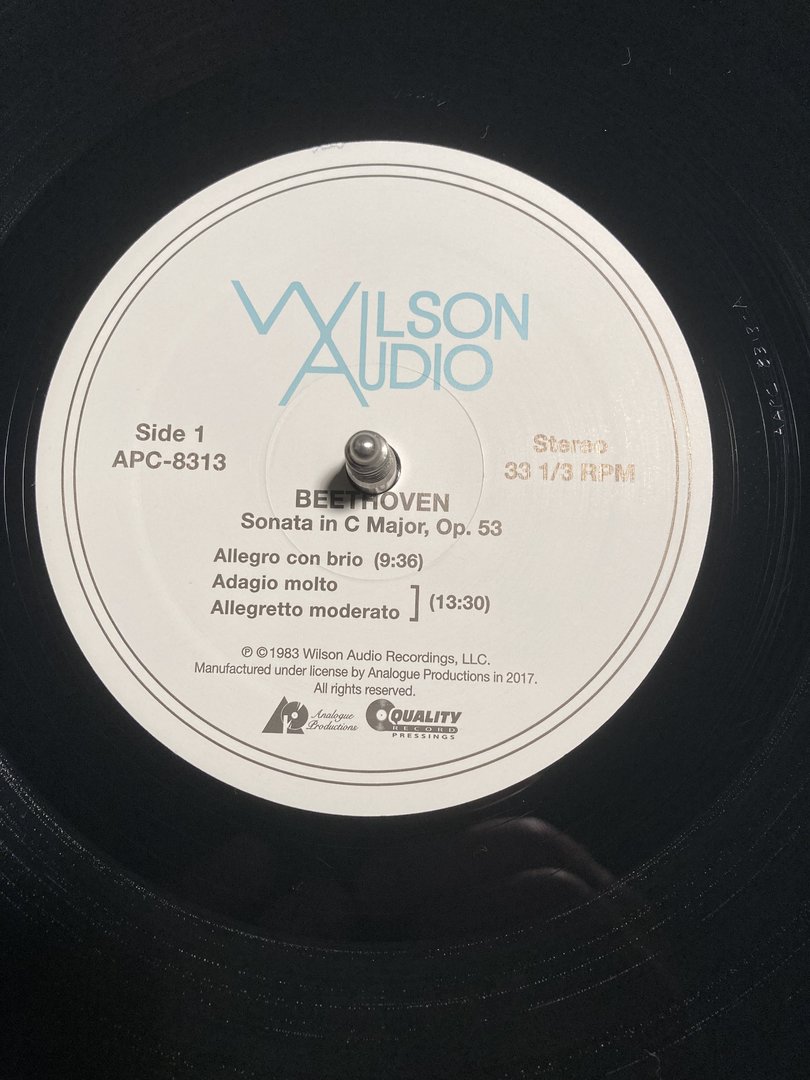 WILSON
AUDIO
Side 1
APC-8313
Stereo
33 1/3 RPM
BEETHOVEN
Sonata in C Major, Op. 53
Allegro con brio (9:36)
Adagio molto
Allegretto moderato ] (13:30)
℗ ©1983 Wilson Audio Recordings, LLC.
Manufactured under license by Analogue Productions in 2017.
All rights reserved.
Analogue
Productions
QUALITY
RECORD
PRESSINGS